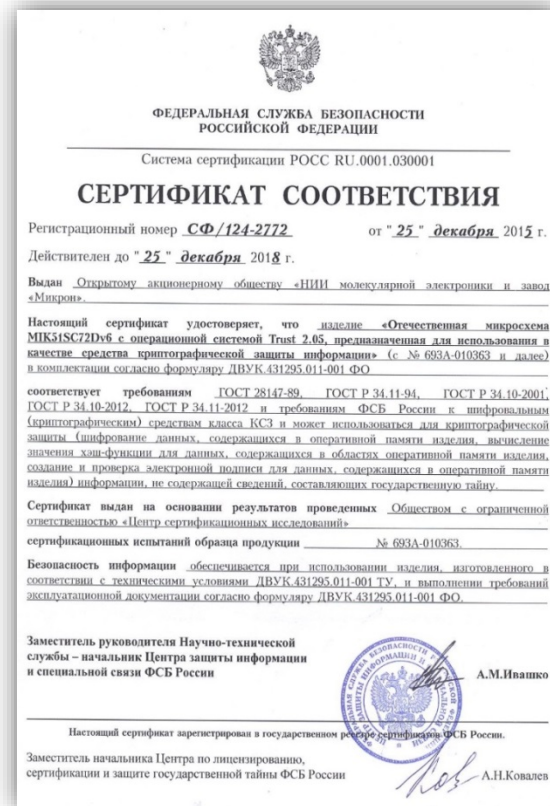 ФЕДЕРАЛЬНАЯ СЛУЖБА БЕЗОПАСНОСТИ
РОССИЙСКОЙ ФЕДЕРАЦИИ
Система сертификации РОСС RU.0001.030001
СЕРТИФИКАТ СООТВЕТСТВИЯ
Регистрационный номер СФ/124-2772 от "25" декабря 2015 г.
Действителен до "25" декабря 2018 г.
Выдан Открытому акционерному обществу «НИИ молекулярной электроники и завод
«Микрон».
Настоящий сертификат удостоверяет, что изделие «Отечественная микросхема
MIK51SC72Dv6 с операционной системой Trust 2.05, предназначенная для использования в
качестве средства криптографической защиты информации» (с № 693А-010363 и далее)
в комплектации согласно формуляру ДВУК.431295.011-001 ФО
соответствует требованиям ГОСТ 28147-89, ГОСТ Р 34.11-94, ГОСТ Р 34.10-2001,
ГОСТ Р 34.10-2012, ГОСТ Р 34.11-2012 и требованиям ФСБ России к шифровальным
(криптографическим) средствам класса КС3 и может использоваться для криптографической
защиты (шифрование данных, содержащихся в оперативной памяти изделия, вычисление
значения хэш-функции для данных, содержащихся в областях оперативной памяти изделия,
создание и проверка электронной подписи для данных, содержащихся в оперативной памяти
изделия) информации, не содержащей сведений, составляющих государственную тайну.
Сертификат выдан на основании результатов проведенных Обществом с ограниченной
ответственностью «Центр сертификационных исследований»
сертификационных испытаний образца продукции № 693А-010363.
Безопасность информации обеспечивается при использовании изделия, изготовленного в
соответствии с техническими условиями ДВУК.431295.011-001 ТУ, и выполнении требований
эксплуатационной документации согласно формуляру ДВУК.431295.011-001 ФО.
Заместитель руководителя Научно-технической
службы – начальник Центра защиты информации
и специальной связи ФСБ России
А.М.Ивашко
Настоящий сертификат зарегистрирован в государственном реестре сертификатов ФСБ России.
Заместитель начальника Центра по лицензированию,
сертификации и защите государственной тайны ФСБ России
А.Н.Ковалев